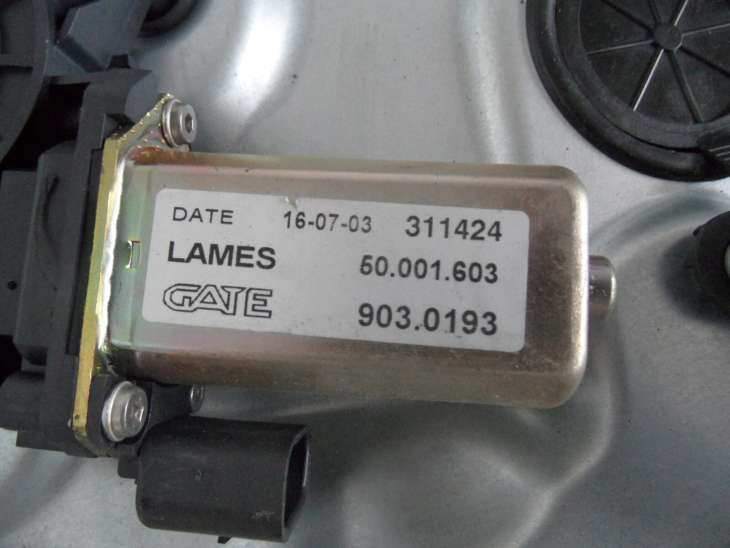 DATE 16-07-03 311424
LAMES 50.001.603
GATE 903.0193